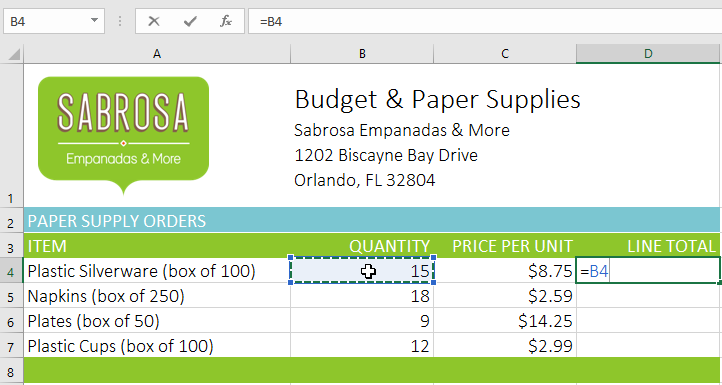 B4 fx =B4
A B C D
SABROSA
Empanadas & More
Budget & Paper Supplies
Sabrosa Empanadas & More
1202 Biscayne Bay Drive
Orlando, FL 32804
1
2 PAPER SUPPLY ORDERS
3 ITEM QUANTITY PRICE PER UNIT LINE TOTAL
4 Plastic Silverware (box of 100) 15 $8.75 =B4
5 Napkins (box of 250) 18 $2.59
6 Plates (box of 50) 9 $14.25
7 Plastic Cups (box of 100) 12 $2.99
8